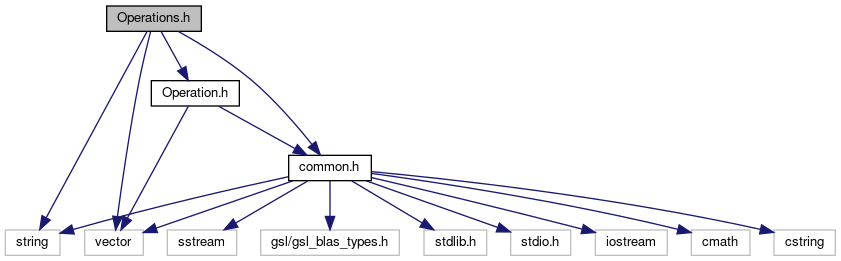 Operations.h
Operation.h
common.h
string
vector
sstream
gsl/gsl_blas_types.h
stdlib.h
stdio.h
iostream
cmath
cstring